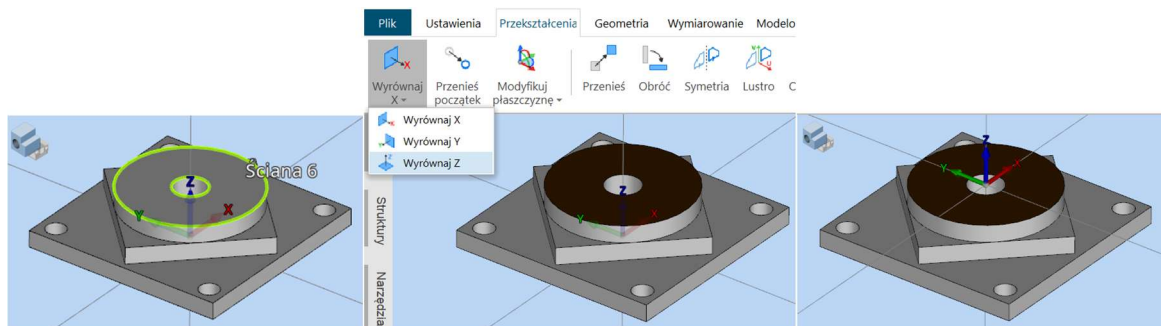 Plik Ustawienia Przekształcenia Geometria Wymiarowanie Modelo
Wyrównaj X Przenieś początek Modyfikuj płaszczyznę Przenieś Obróć Symetria Lustro C
Wyrównaj X
Wyrównaj Y
Wyrównaj Z
Struktury
Narzędzia
Ściana 6
Z
Y
X
Z
Y
X
Z
Y
X